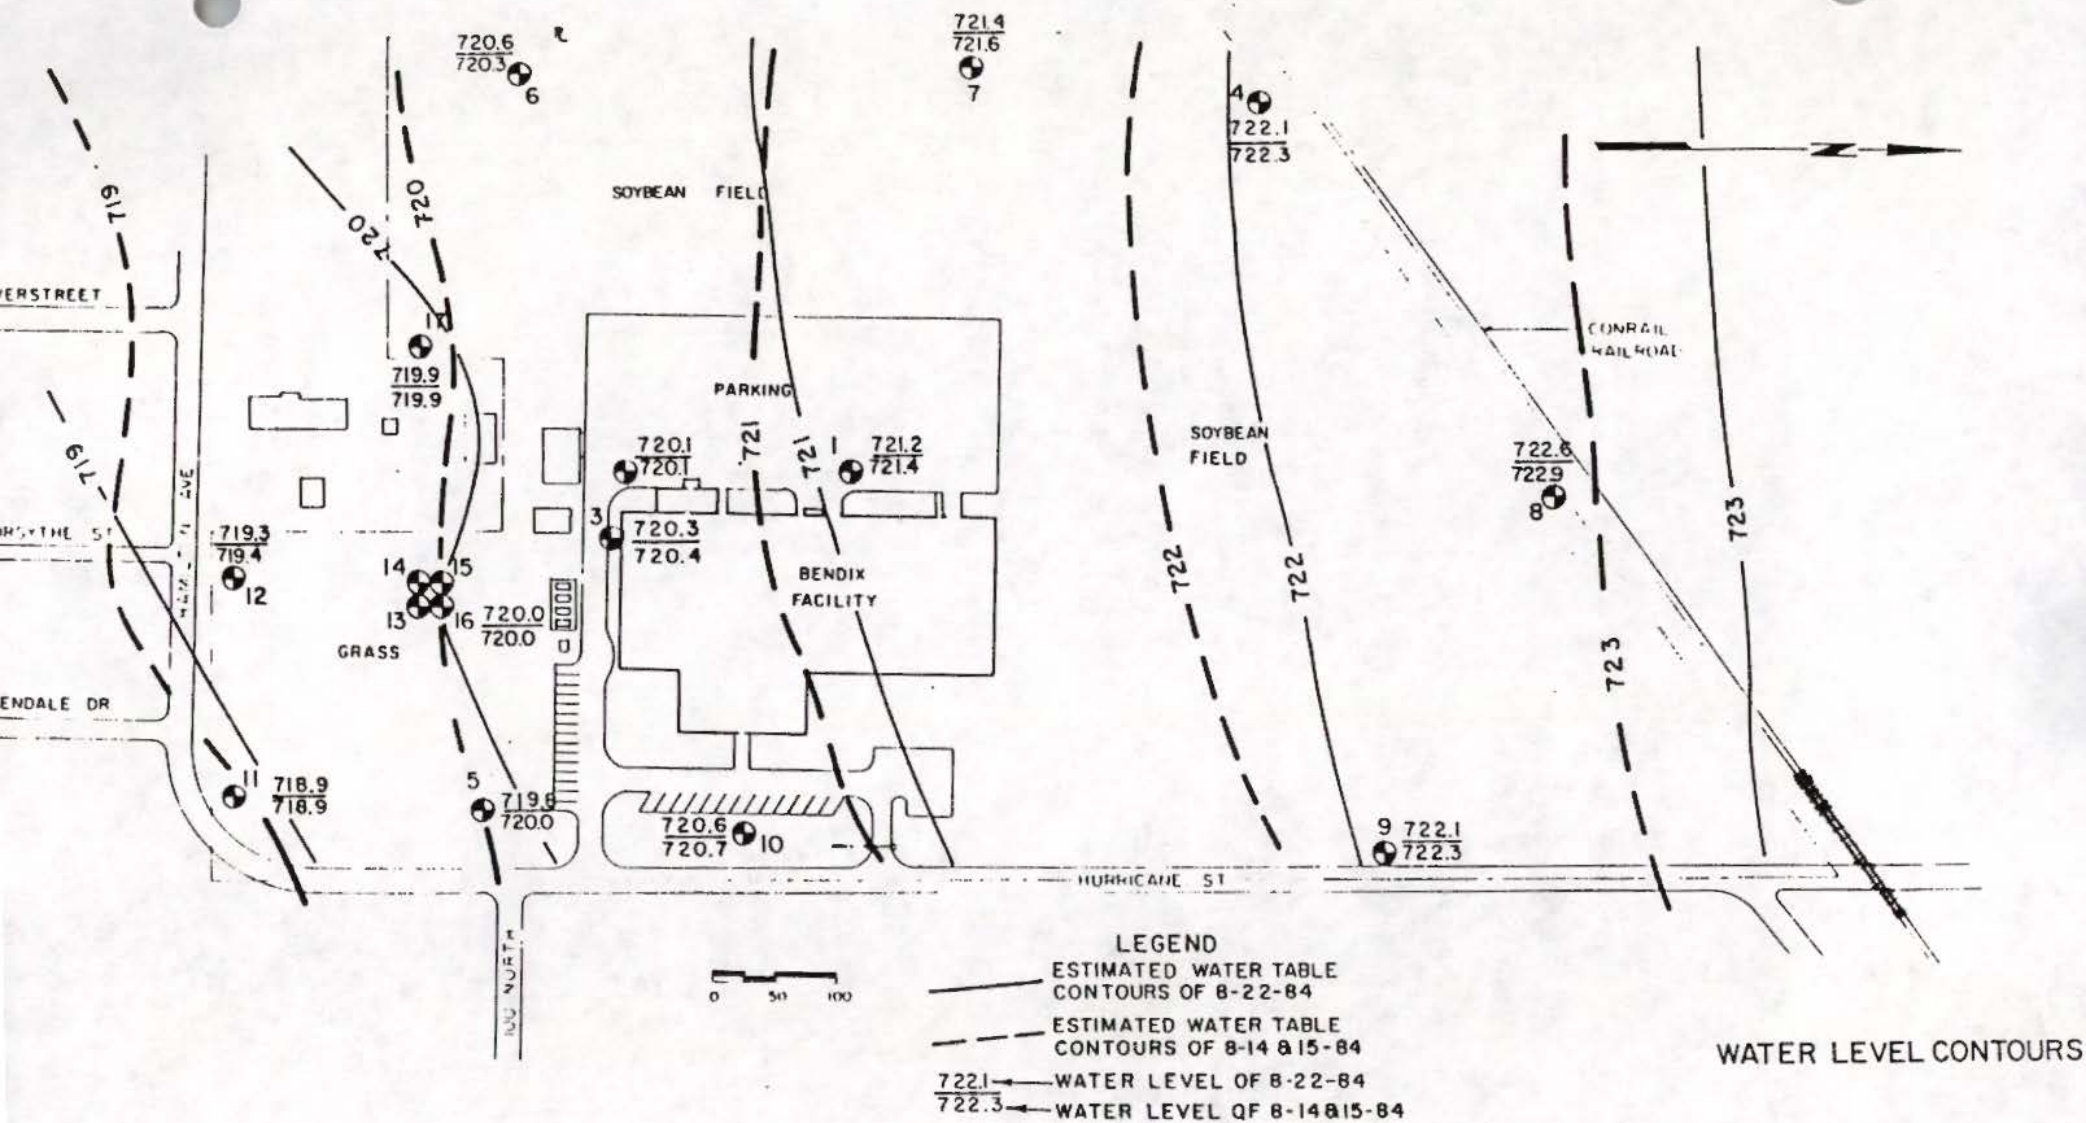 720.6
720.3
6
721.4
721.6
7
4
722.1
722.3
719
720
720
SOYBEAN FIELD
N
ERSTREET
17
719.9
719.9
CONRAIL
RAILROAD
PARKING
719
721
721
720.1
720.1
1
721.2
721.4
SOYBEAN
FIELD
722.6
722.9
8
723
3
720.3
720.4
AVE
719.3
719.4
12
14
15
13
16
720.0
720.0
BENDIX
FACILITY
722
722
723
GRASS
ENDALE DR
11
718.9
718.9
5
719.8
720.0
720.6
720.7
10
9
722.1
722.3
HURRICANE ST
100 NORTH
0 50 100
LEGEND
ESTIMATED WATER TABLE
CONTOURS OF 8-22-84
ESTIMATED WATER TABLE
CONTOURS OF 8-14 & 15-84
722.1 WATER LEVEL OF 8-22-84
722.3 WATER LEVEL OF 8-14&15-84
WATER LEVEL CONTOURS